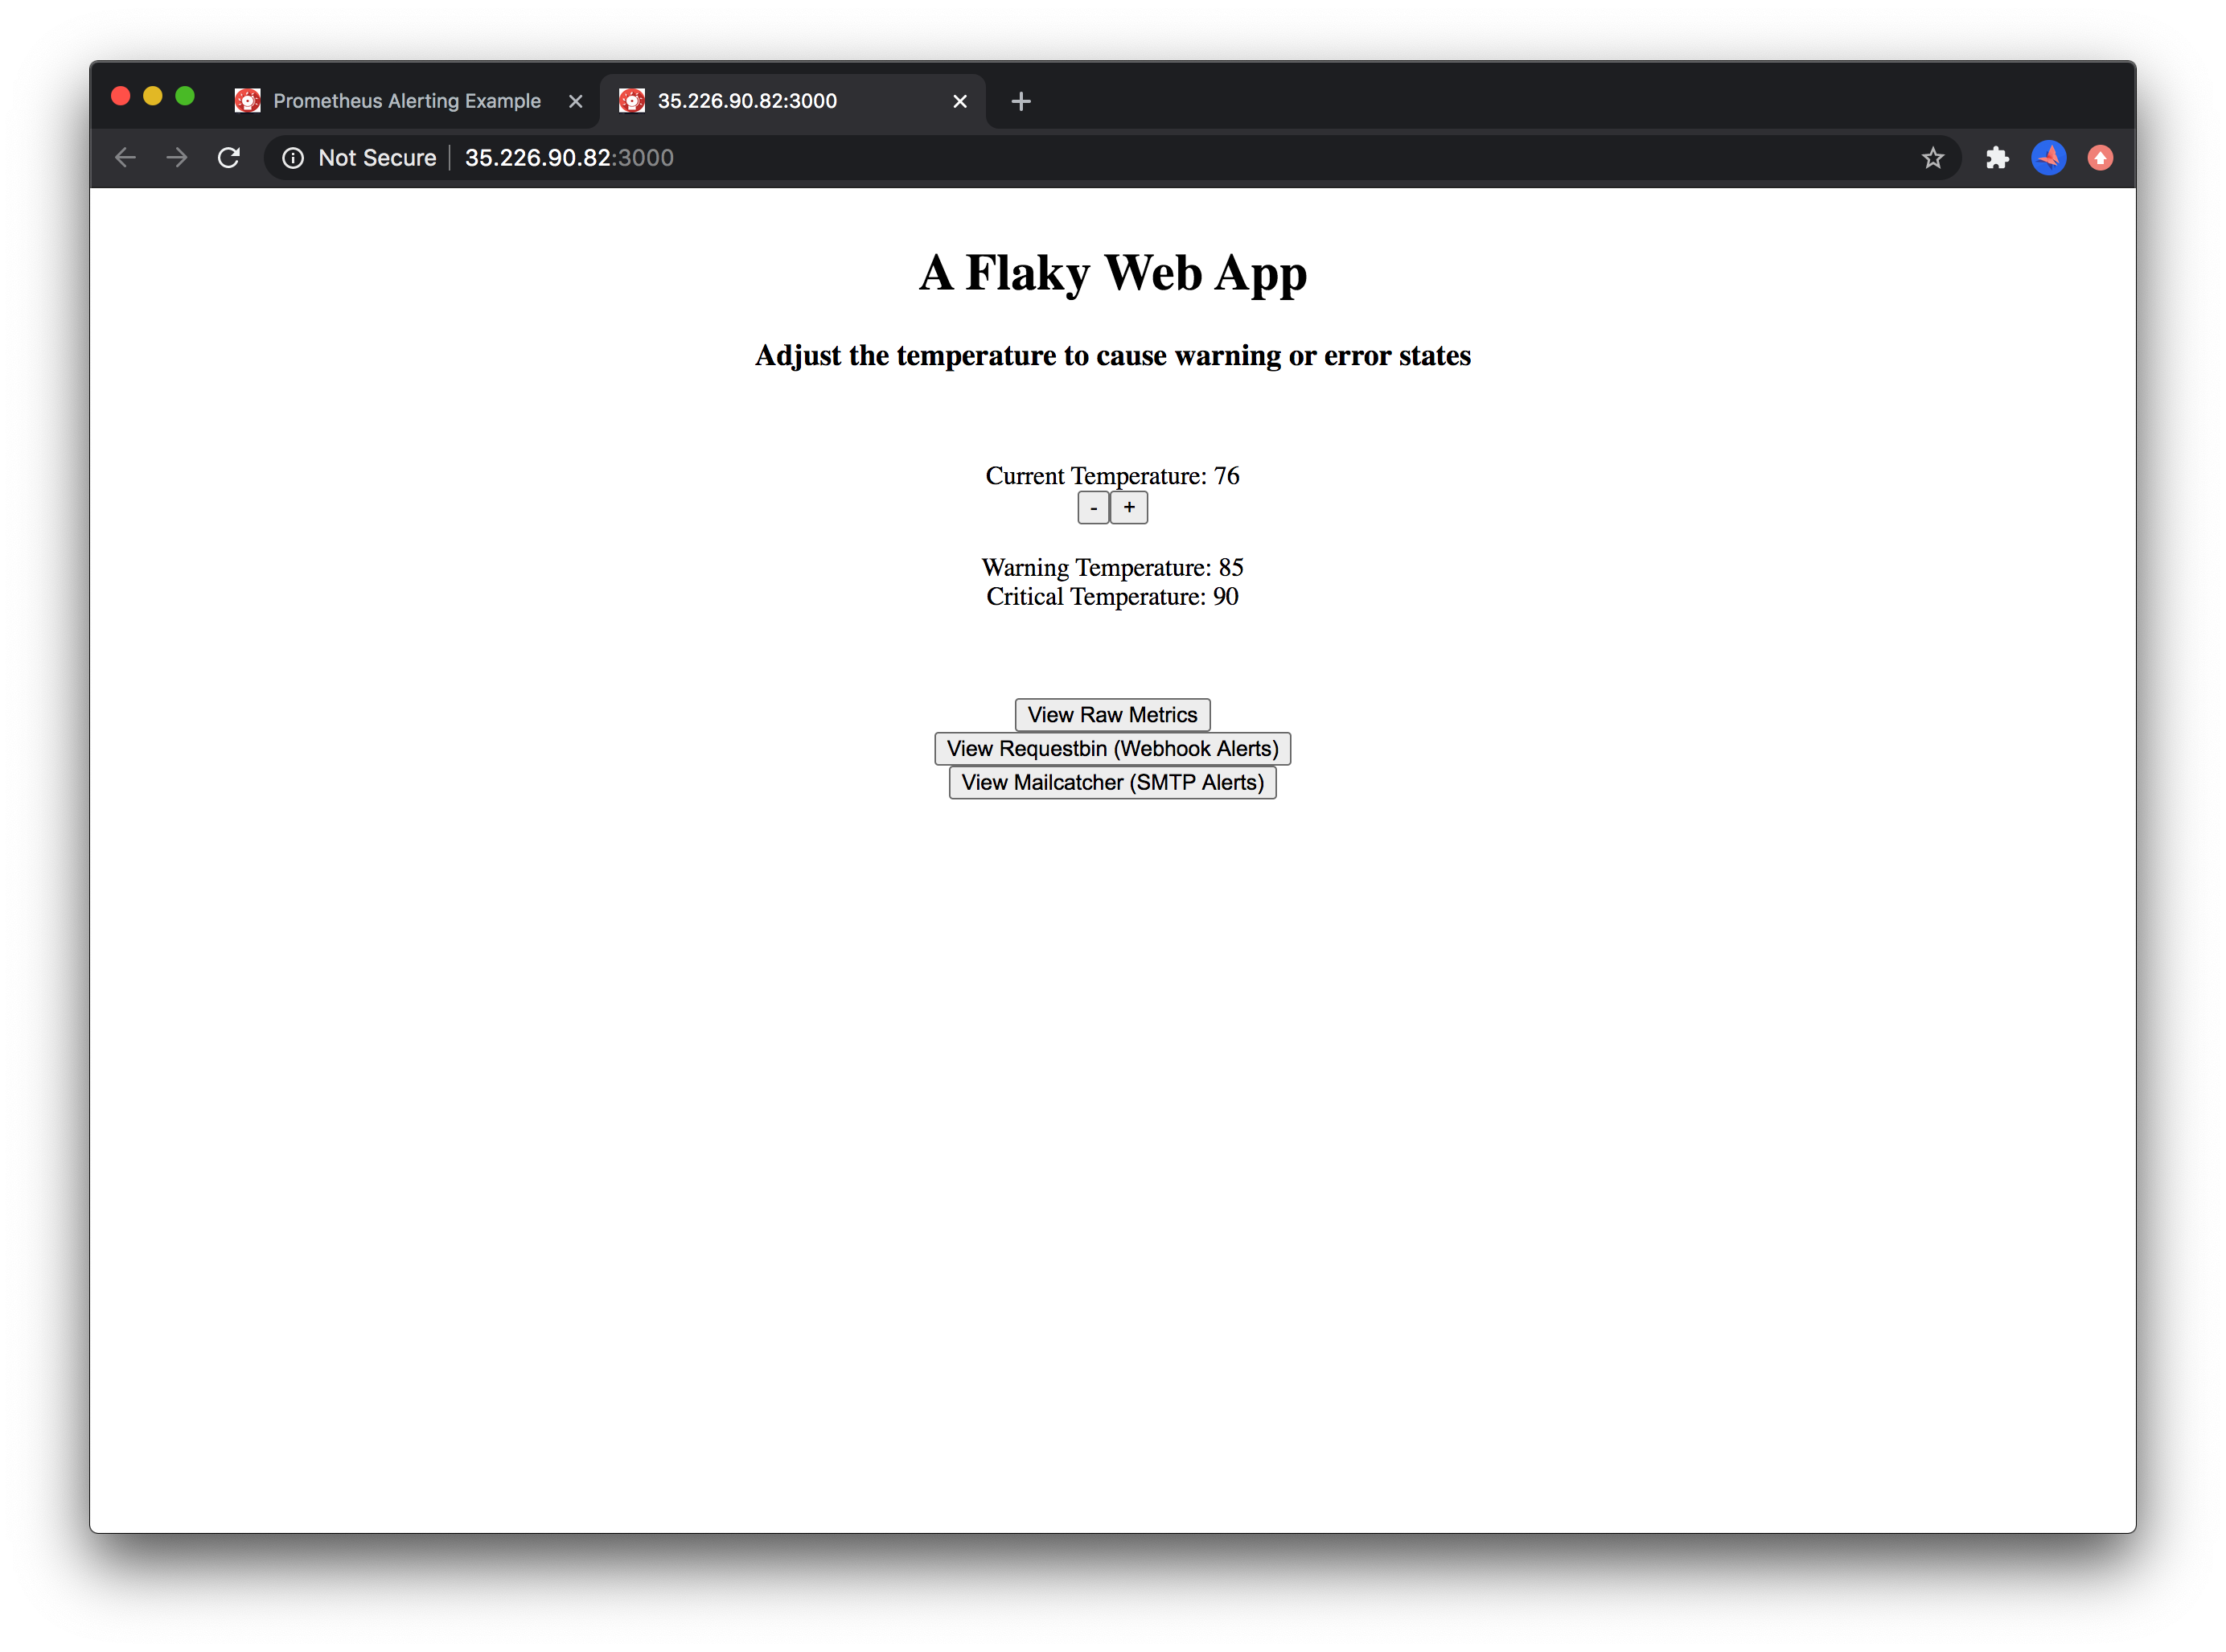 Prometheus Alerting Example
35.226.90.82:3000
Not Secure 35.226.90.82:3000
A Flaky Web App
Adjust the temperature to cause warning or error states
Current Temperature: 76
- +
Warning Temperature: 85
Critical Temperature: 90
View Raw Metrics
View Requestbin (Webhook Alerts)
View Mailcatcher (SMTP Alerts)